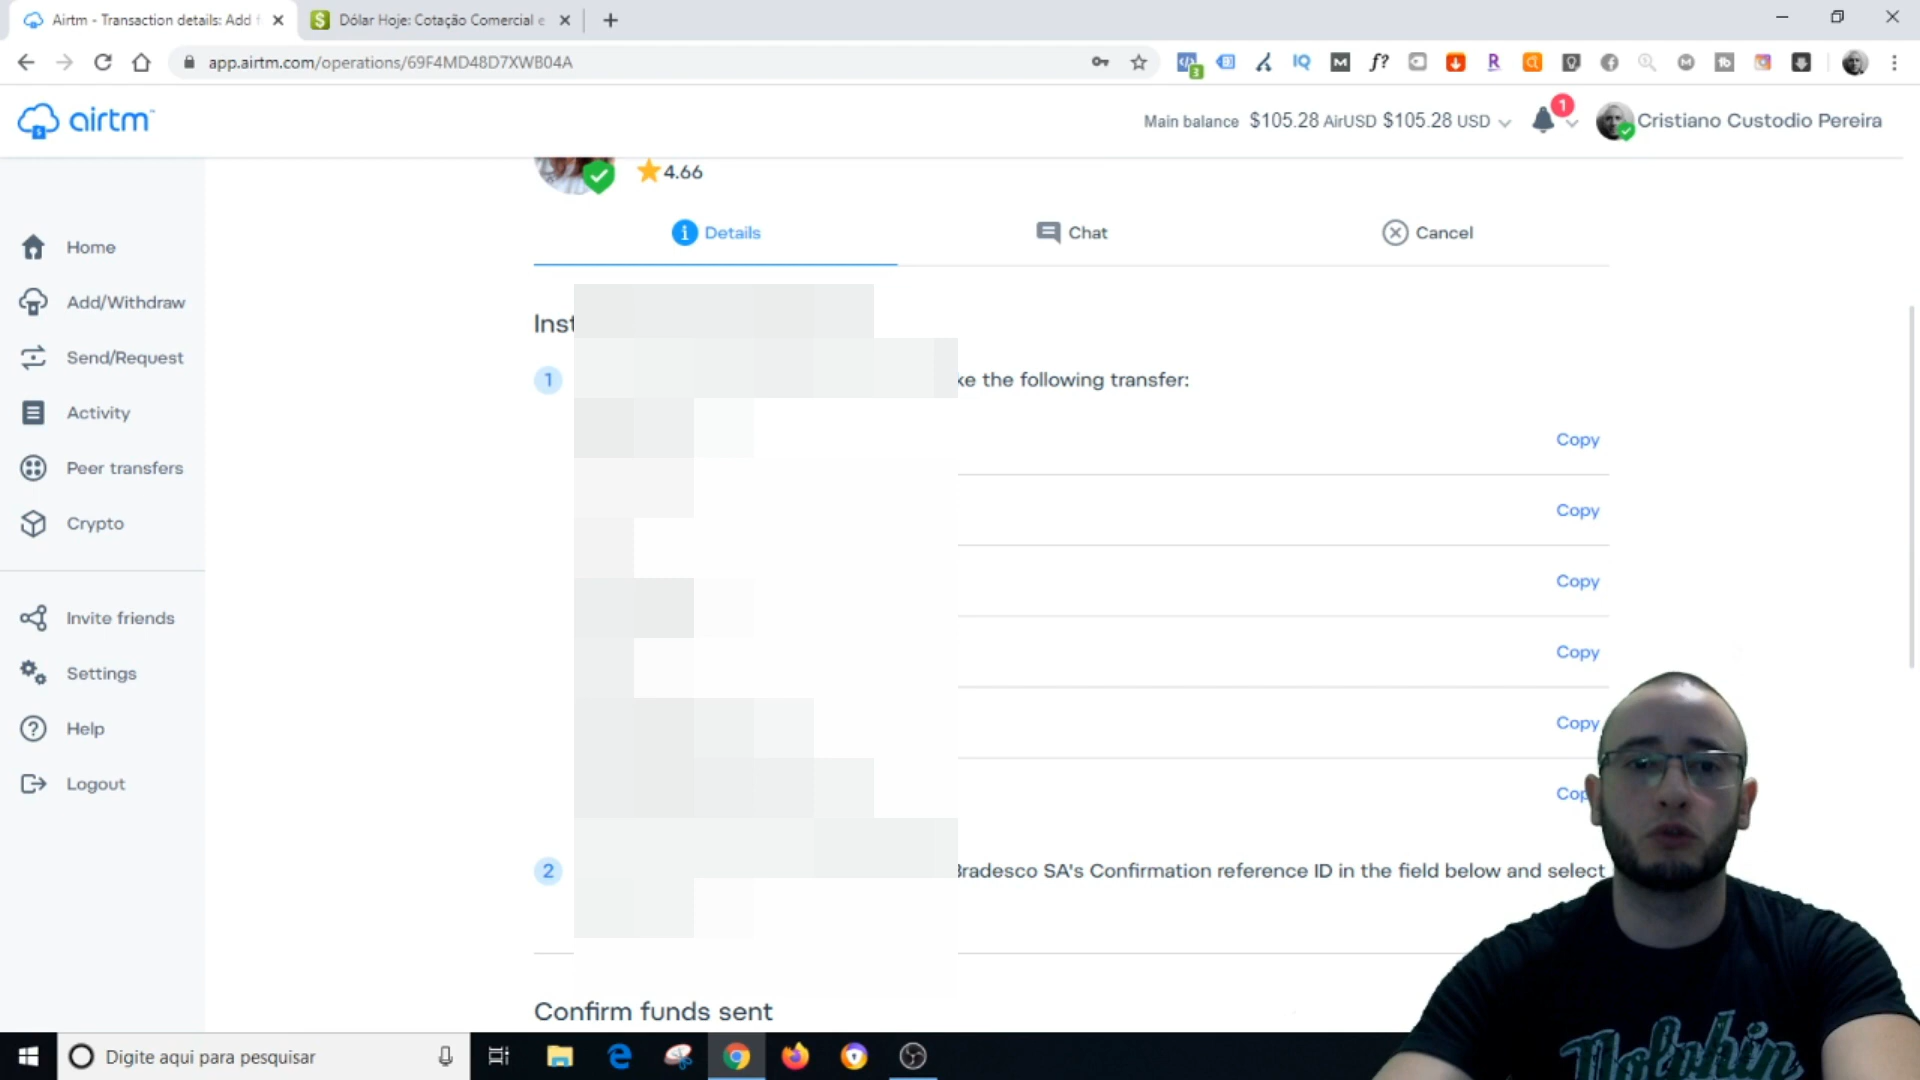 Airtm - Transaction details: Add f
Dólar Hoje: Cotação Comercial e
app.airtm.com/operations/69F4MD48D7XWB04A
airtm
Main balance $105.28 AirUSD $105.28 USD
1
Cristiano Custodio Pereira
4.66
Details
Chat
Cancel
Home
Add/Withdraw
Send/Request
Activity
Peer transfers
Crypto
Invite friends
Settings
Help
Logout
Inst
1
ke the following transfer:
Copy
Copy
Copy
Copy
Copy
Cop
2
Bradesco SA's Confirmation reference ID in the field below and select
Confirm funds sent
Dolphin
Digite aqui para pesquisar